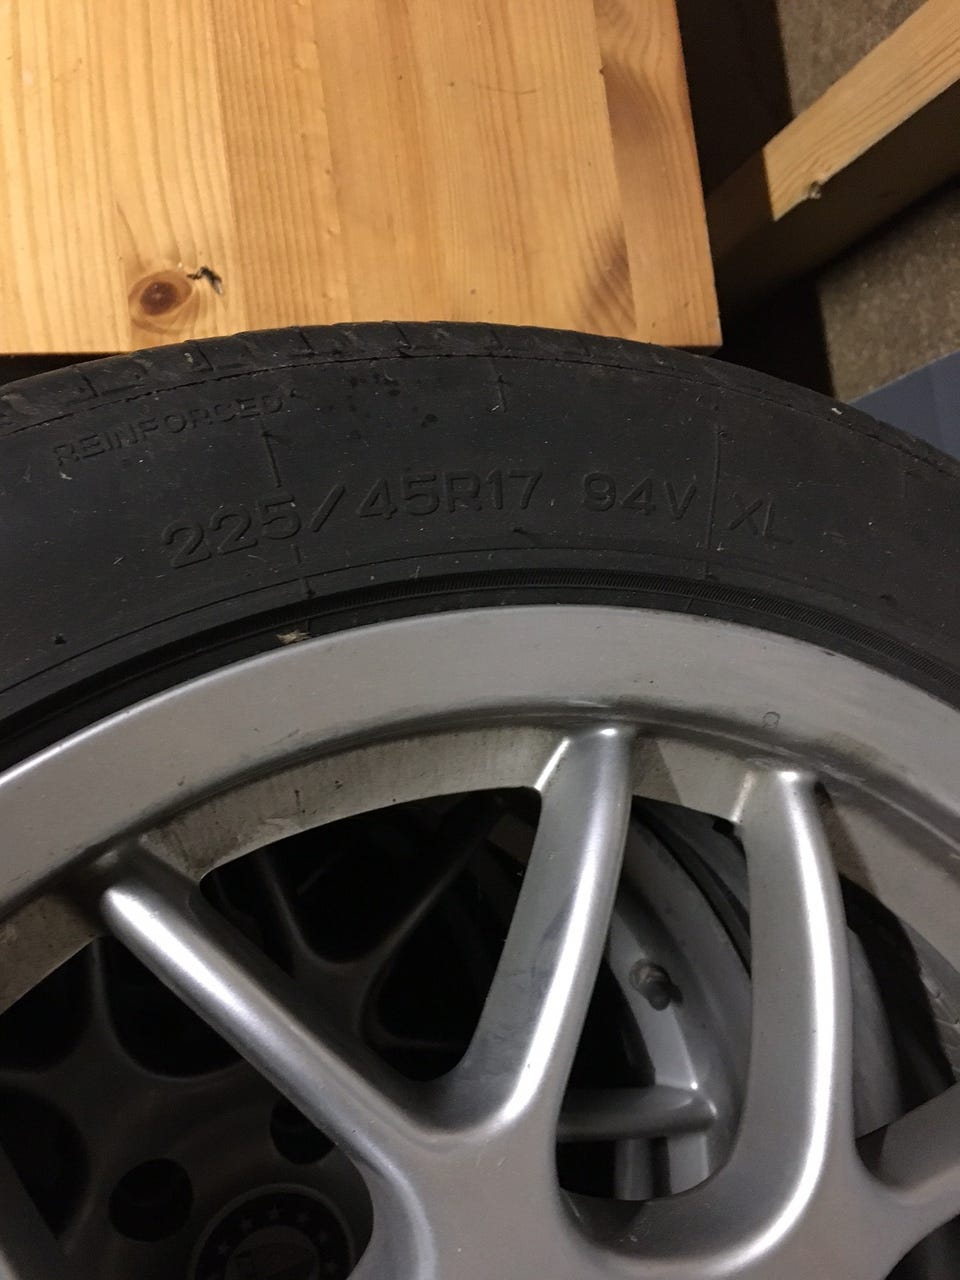 REINFORCED
225/45R17 94V XL